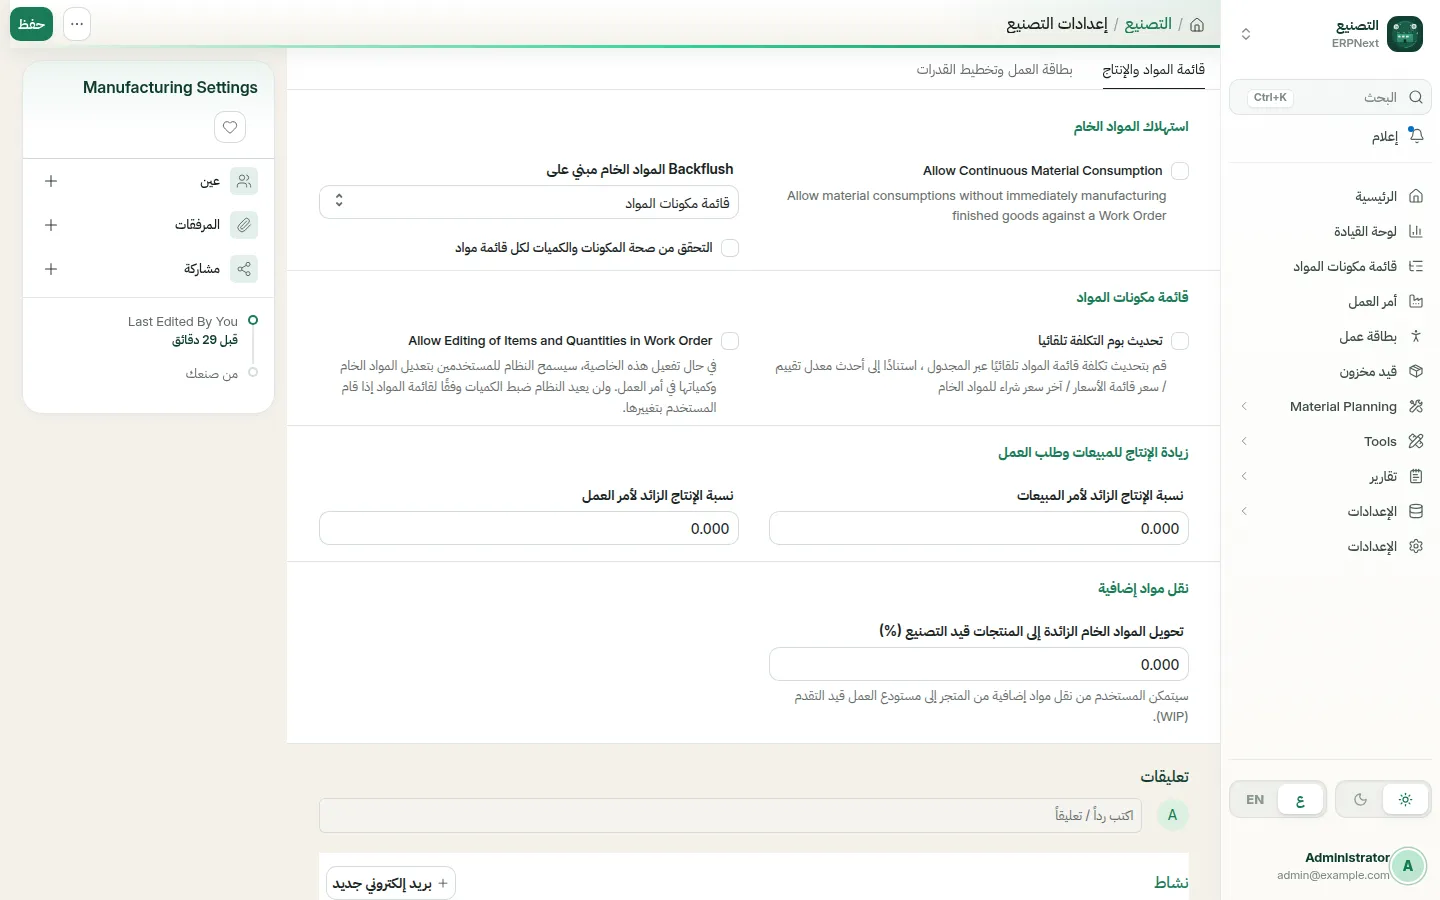 التصنيع
ERPNext
البحث
Ctrl+K
إعلام
الرئيسية
لوحة القيادة
قائمة مكونات المواد
أمر العمل
بطاقة عمل
قيد مخزون
Material Planning
Tools
تقارير
الإعدادات
الإعدادات
ع
EN
Administrator
admin@example.com
A
التصنيع / إعدادات التصنيع
...
حفظ
قائمة المواد والإنتاج
بطاقة العمل وتخطيط القدرات
استهلاك المواد الخام
Allow Continuous Material Consumption
Allow material consumptions without immediately manufacturing
finished goods against a Work Order
Backflush المواد الخام مبني على
قائمة مكونات المواد
التحقق من صحة المكونات والكميات لكل قائمة مواد
قائمة مكونات المواد
تحديث بوم التكلفة تلقائيا
قم بتحديث تكلفة قائمة المواد تلقائيًا عبر المجدول ، استنادًا إلى أحدث معدل تقييم
/ سعر قائمة الأسعار / آخر سعر شراء للمواد الخام
Allow Editing of Items and Quantities in Work Order
في حال تفعيل هذه الخاصية، سيسمح النظام للمستخدمين بتعديل المواد الخام
وكمياتها في أمر العمل. ولن يعيد النظام ضبط الكميات وفقًا لقائمة المواد إذا قام
المستخدم بتغييرها.
زيادة الإنتاج للمبيعات وطلب العمل
نسبة الإنتاج الزائد لأمر المبيعات
0.000
نسبة الإنتاج الزائد لأمر العمل
0.000
نقل مواد إضافية
تحويل المواد الخام الزائدة إلى المنتجات قيد التصنيع (%)
0.000
سيتمكن المستخدم من نقل مواد إضافية من المتجر إلى مستودع العمل قيد التقدم
(WIP).
تعليقات
A
اكتب رداً / تعليقاً
نشاط
بريد إلكتروني جديد
Manufacturing Settings
عين
المرفقات
مشاركة
Last Edited By You
قبل 29 دقائق
من صنعك